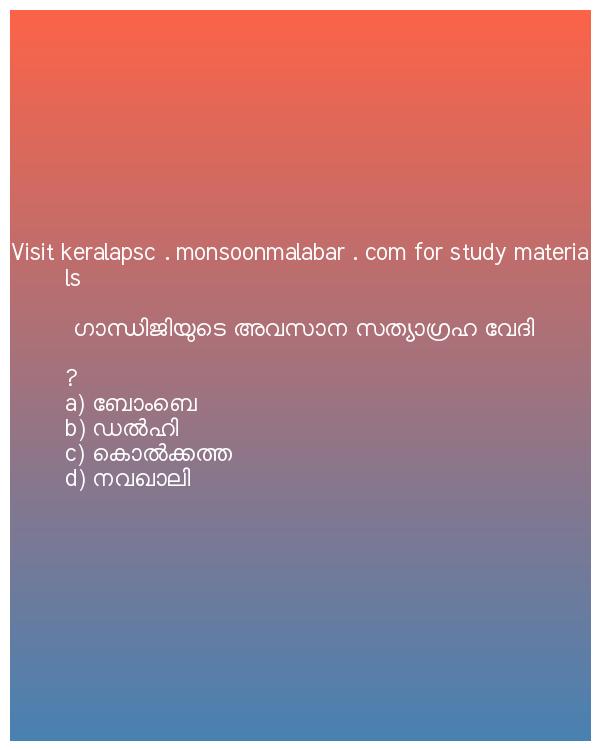 Visit keralapsc . monsoonmalabar . com for study materia
ls
ഗാന്ധിജിയുടെ അവസാന സത്യാഗ്രഹ വേദി
?
a) ബോംബെ
b) ഡൽഹി
c) കൊൽക്കത്ത
d) നവഖാലി